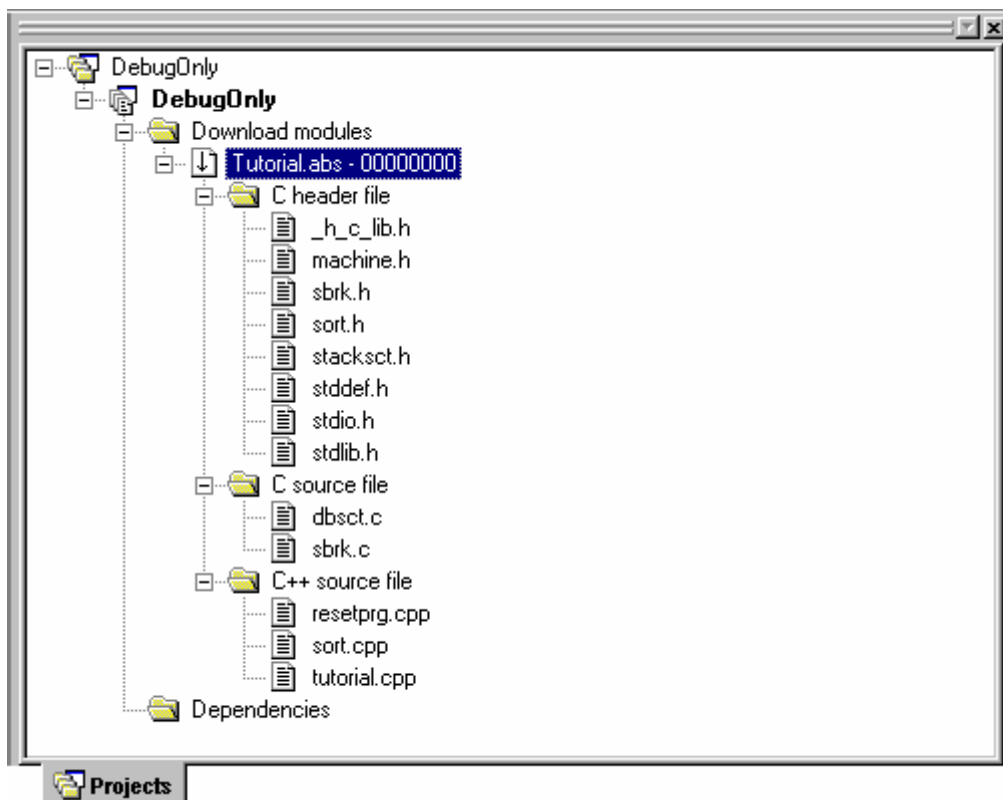 DebugOnly
DebugOnly
Download modules
Tutorial.abs - 00000000
C header file
_h_c_lib.h
machine.h
sbrk.h
sort.h
stacksct.h
stddef.h
stdio.h
stdlib.h
C source file
dbsct.c
sbrk.c
C++ source file
resetprg.cpp
sort.cpp
tutorial.cpp
Dependencies
Projects